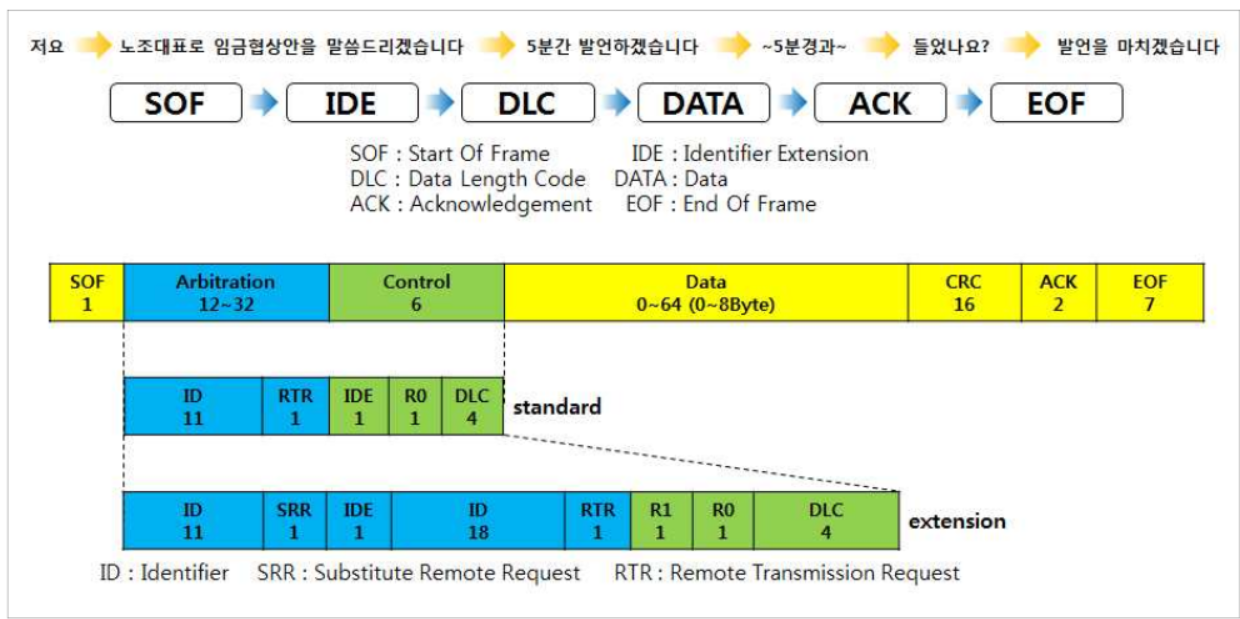 저요 노조대표로 임금협상안을 말씀드리겠습니다 5분간 발언하겠습니다 ~5분경과~ 들었나요? 발언을 마치겠습니다
SOF IDE DLC DATA ACK EOF
SOF : Start Of Frame IDE : Identifier Extension
DLC : Data Length Code DATA : Data
ACK : Acknowledgement EOF : End Of Frame
SOF Arbitration Control Data CRC ACK EOF
1 12~32 6 0~64 (0~8Byte) 16 2 7
ID RTR IDE R0 DLC standard
11 1 1 1 4
ID SRR IDE ID RTR R1 R0 DLC extension
11 1 1 18 1 1 1 4
ID : Identifier SRR : Substitute Remote Request RTR : Remote Transmission Request